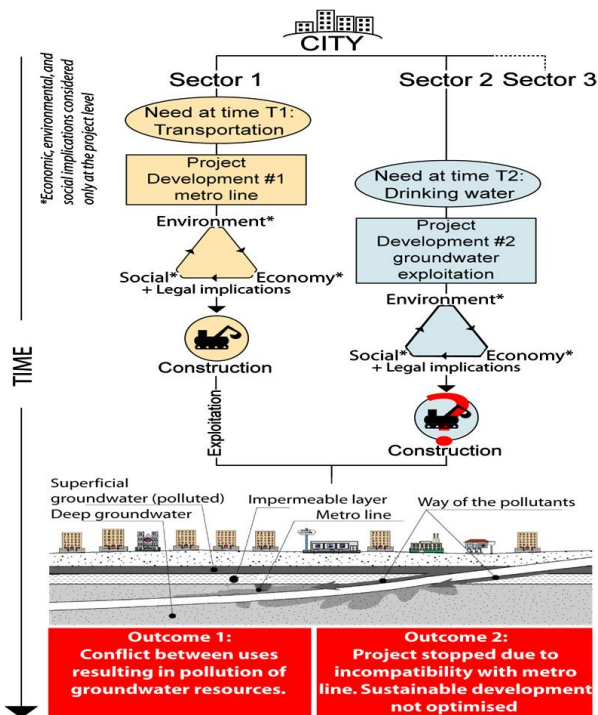 CITY
Sector 1
Sector 2
Sector 3
*Economic, environmental, and
social implications considered
only at the project level
Need at time T1:
Transportation
Project
Development #1
metro line
Environment*
Social*
Economy*
+ Legal implications
Construction
Exploitation
Need at time T2:
Drinking water
Project
Development #2
groundwater
exploitation
Environment*
Social*
Economy*
+ Legal implications
Construction
TIME
Superficial
groundwater (polluted)
Deep groundwater
Impermeable layer
Metro line
Way of the pollutants
Outcome 1:
Conflict between uses
resulting in pollution of
groundwater resources.
Outcome 2:
Project stopped due to
incompatibility with metro
line. Sustainable development
not optimised